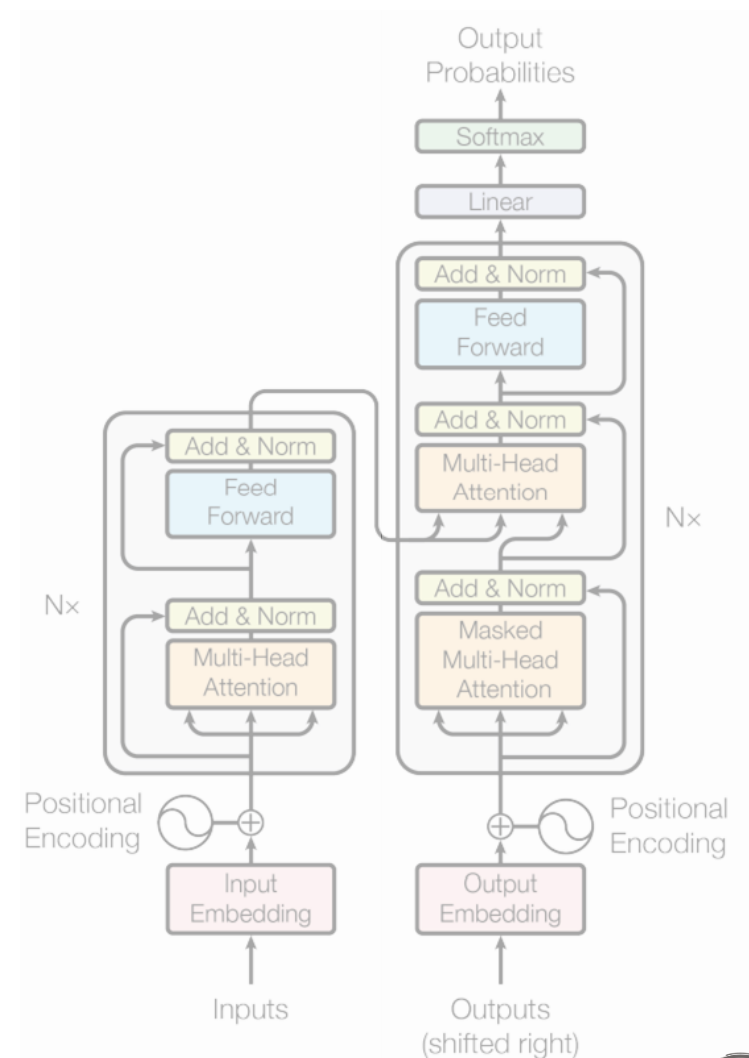 Output
Probabilities
Softmax
Linear
Add & Norm
Feed
Forward
Add & Norm
Multi-Head
Attention
Nx
Add & Norm
Masked
Multi-Head
Attention
Positional
Encoding
Output
Embedding
Outputs
(shifted right)
Add & Norm
Feed
Forward
Nx
Add & Norm
Multi-Head
Attention
Positional
Encoding
Input
Embedding
Inputs